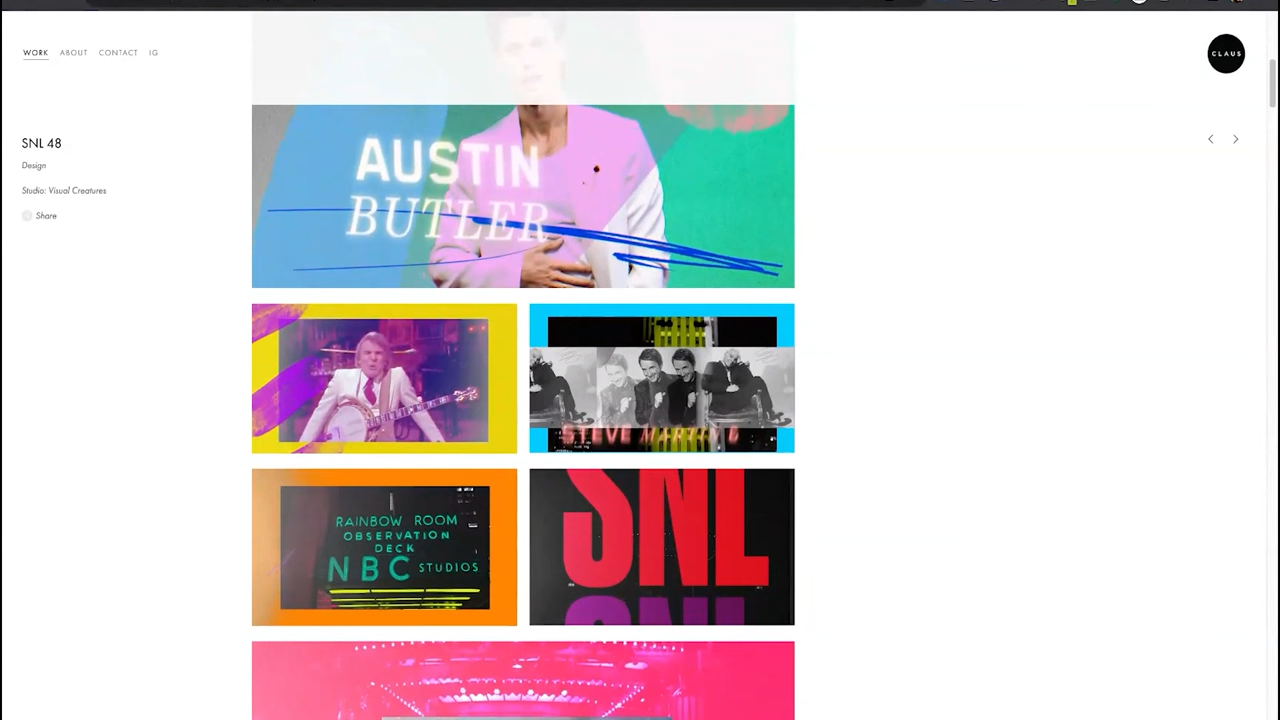 WORK ABOUT CONTACT IG
CLAUS
SNL 48
Design
Studio: Visual Creatures
Share
AUSTIN
BUTLER
RAINBOW ROOM
OBSERVATION
DECK
NBC STUDIOS
SNL
SNL